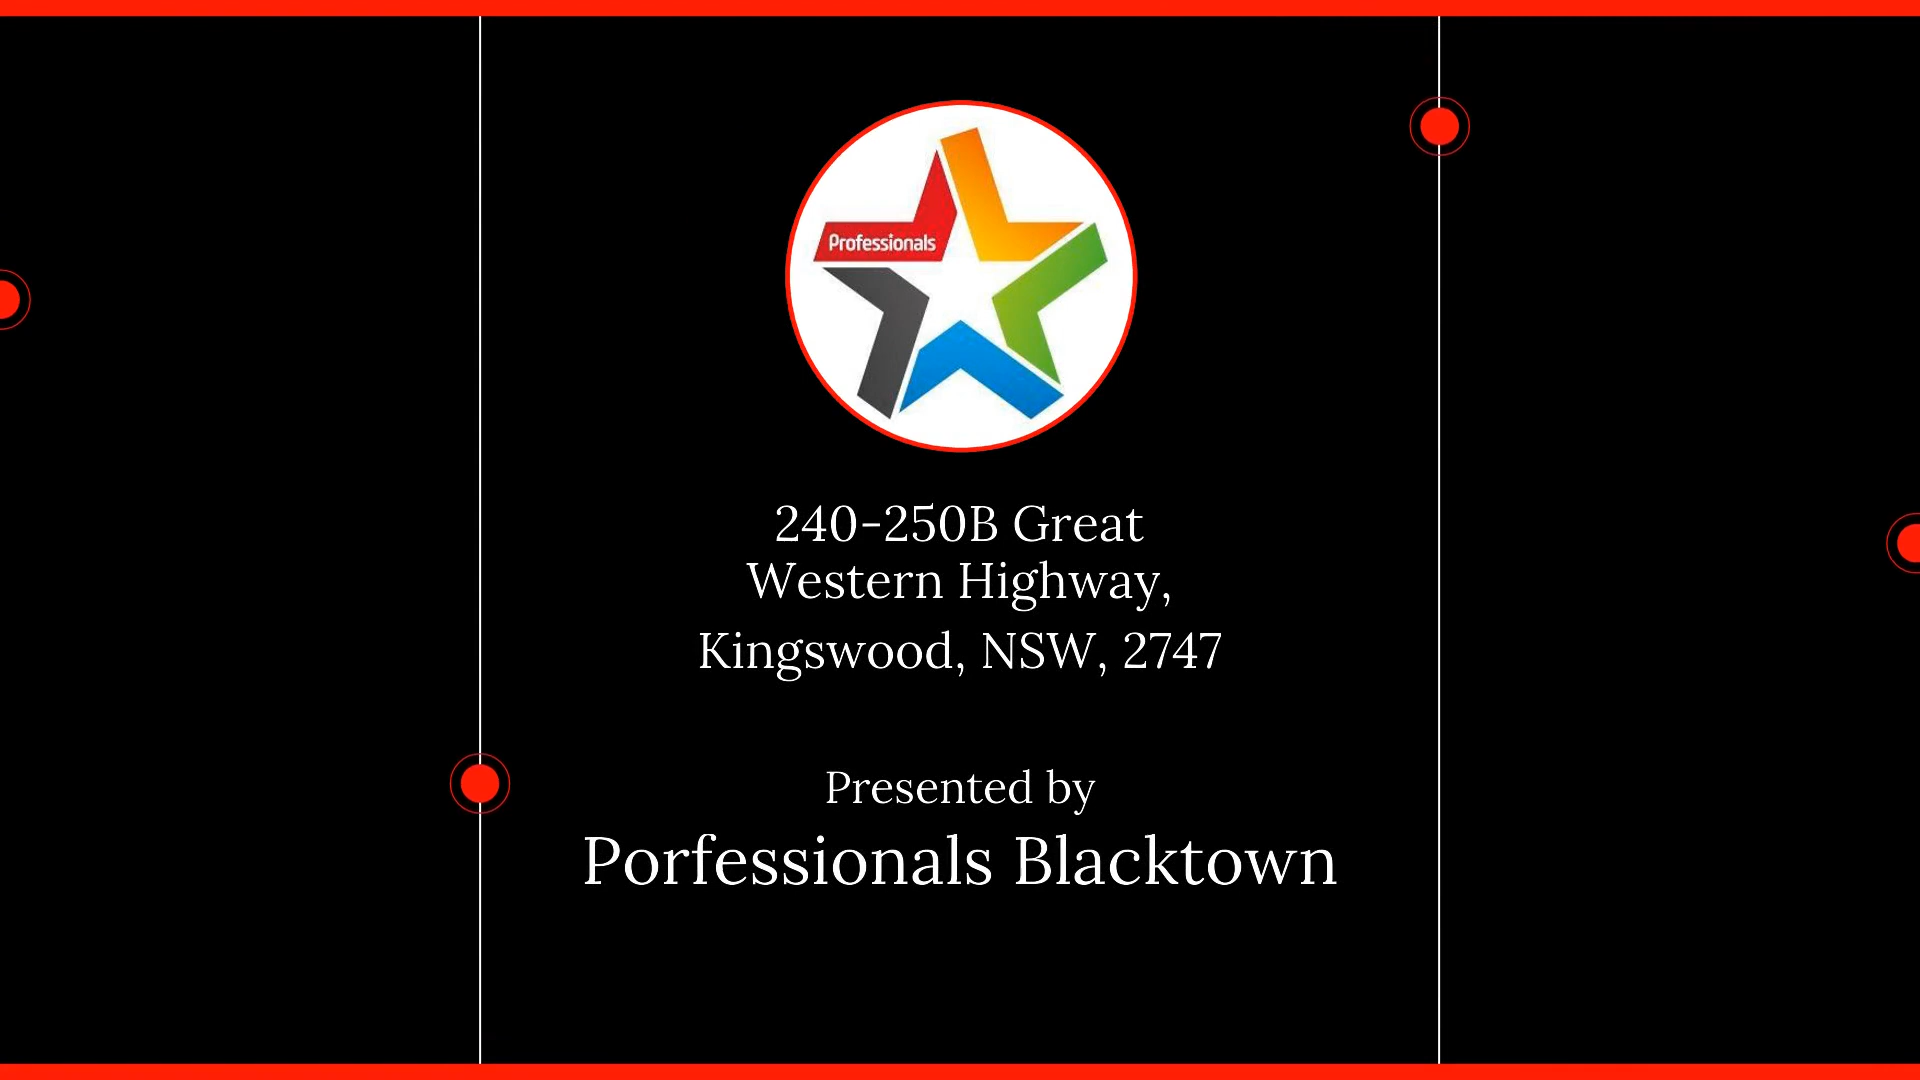 Professionals
240-250B Great
Western Highway,
Kingswood, NSW, 2747
Presented by
Porfessionals Blacktown